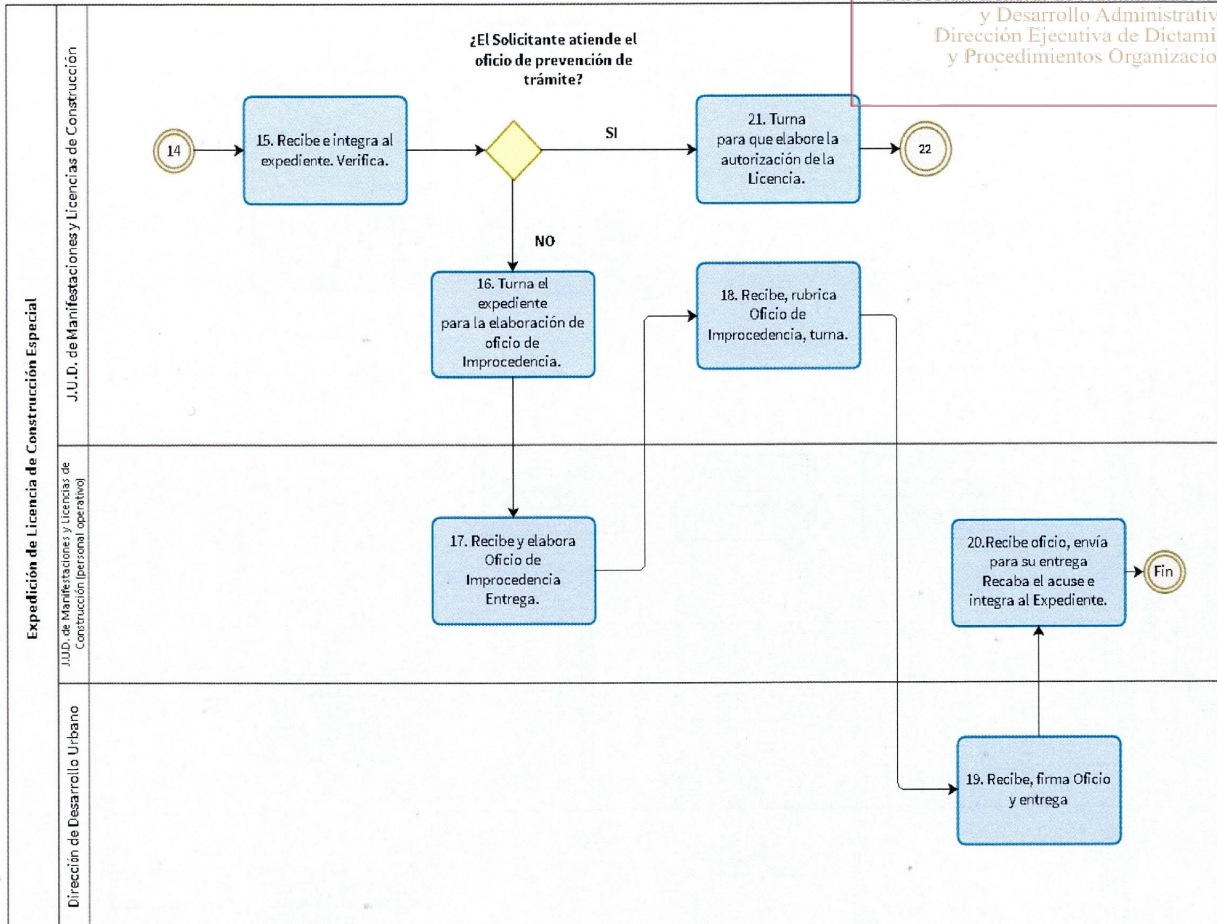 y Desarrollo Administrativ
Dirección Ejecutiva de Dictami
y Procedimientos Organizacio
Expedición de Licencia de Construcción Especial
J.U.D. de Manifestaciones y Licencias de Construcción
¿El Solicitante atiende el
oficio de prevención de
trámite?
14
15. Recibe e integra al
expediente. Verifica.
SI
21. Turna
para que elabore la
autorización de la
Licencia.
22
NO
16. Turna el
expediente
para la elaboración de
oficio de
Improcedencia.
18. Recibe, rubrica
Oficio de
Improcedencia, turna.
J.U.D. de Manifestaciones y Licencias de
Construcción (personal operativo)
17. Recibe y elabora
Oficio de
Improcedencia
Entrega.
20.Recibe oficio, envía
para su entrega
Recaba el acuse e
integra al Expediente.
Fin
Dirección de Desarrollo Urbano
19. Recibe, firma Oficio
y entrega